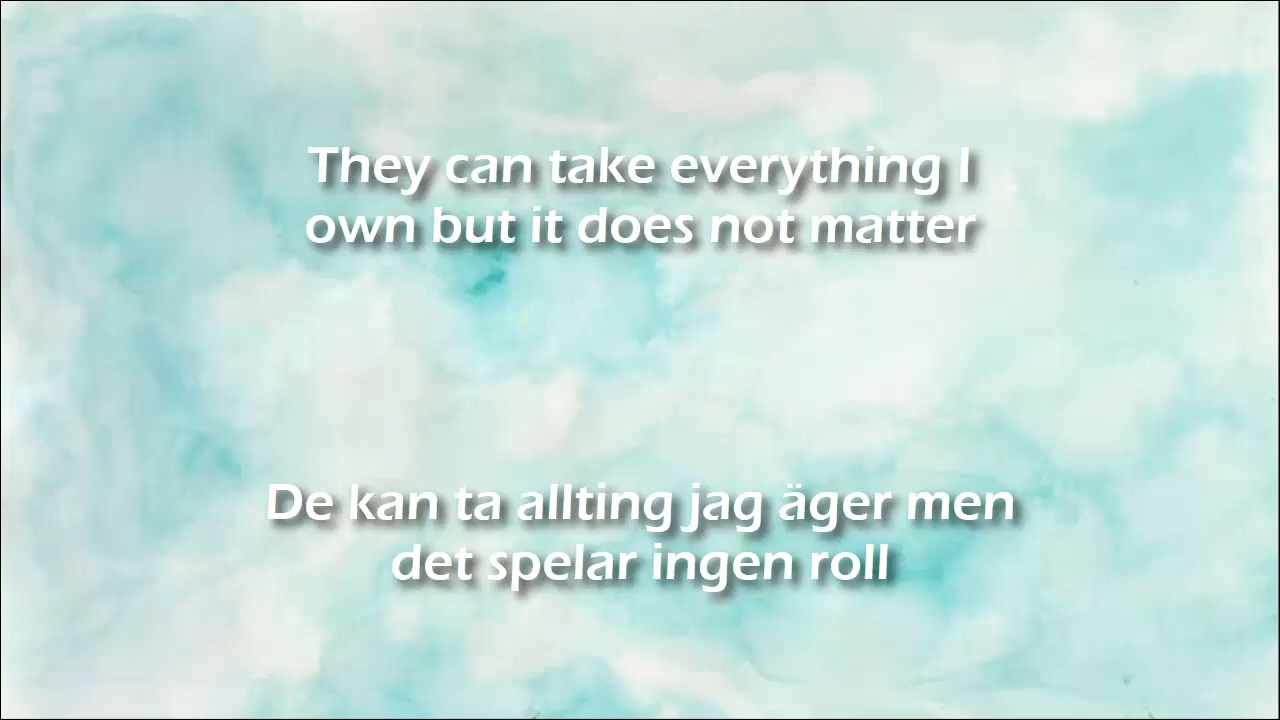 They can take everything I
own but it does not matter
De kan ta allting jag äger men
det spelar ingen roll